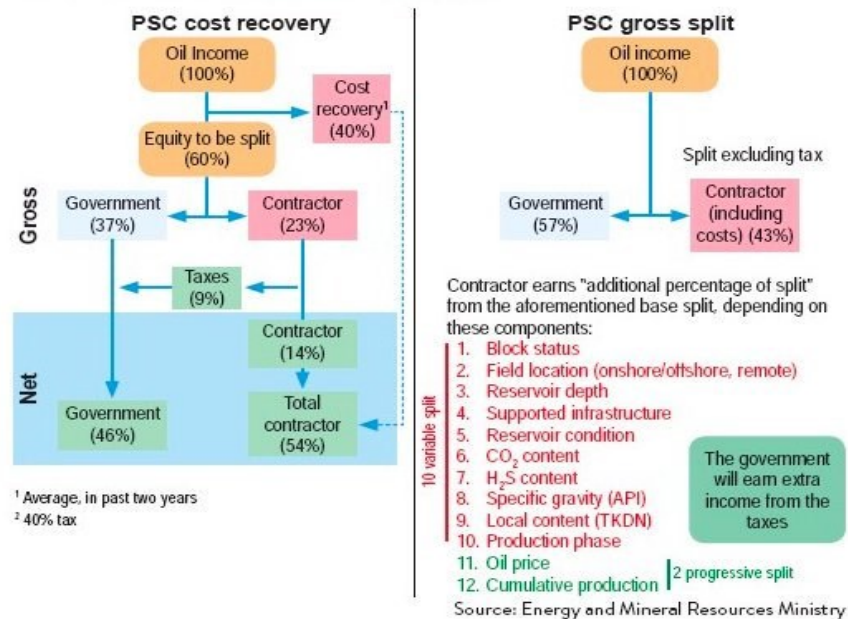 PSC cost recovery
Oil Income
(100%)
Cost
recovery¹
(40%)
Equity to be split
(60%)
Gross
Government
(37%)
Contractor
(23%)
Taxes
(9%)
Net
Contractor
(14%)
Government
(46%)
Total
contractor
(54%)
¹ Average, in past two years
² 40% tax
PSC gross split
Oil income
(100%)
Split excluding tax
Government
(57%)
Contractor
(including
costs) (43%)
Contractor earns "additional percentage of split"
from the aforementioned base split, depending on
these components:
10 variable split
1. Block status
2. Field location (onshore/offshore, remote)
3. Reservoir depth
4. Supported infrastructure
5. Reservoir condition
6. CO₂ content
7. H₂S content
8. Specific gravity (API)
9. Local content (TKDN)
10. Production phase
11. Oil price
12. Cumulative production
2 progressive split
The government
will earn extra
income from the
taxes
Source: Energy and Mineral Resources Ministry